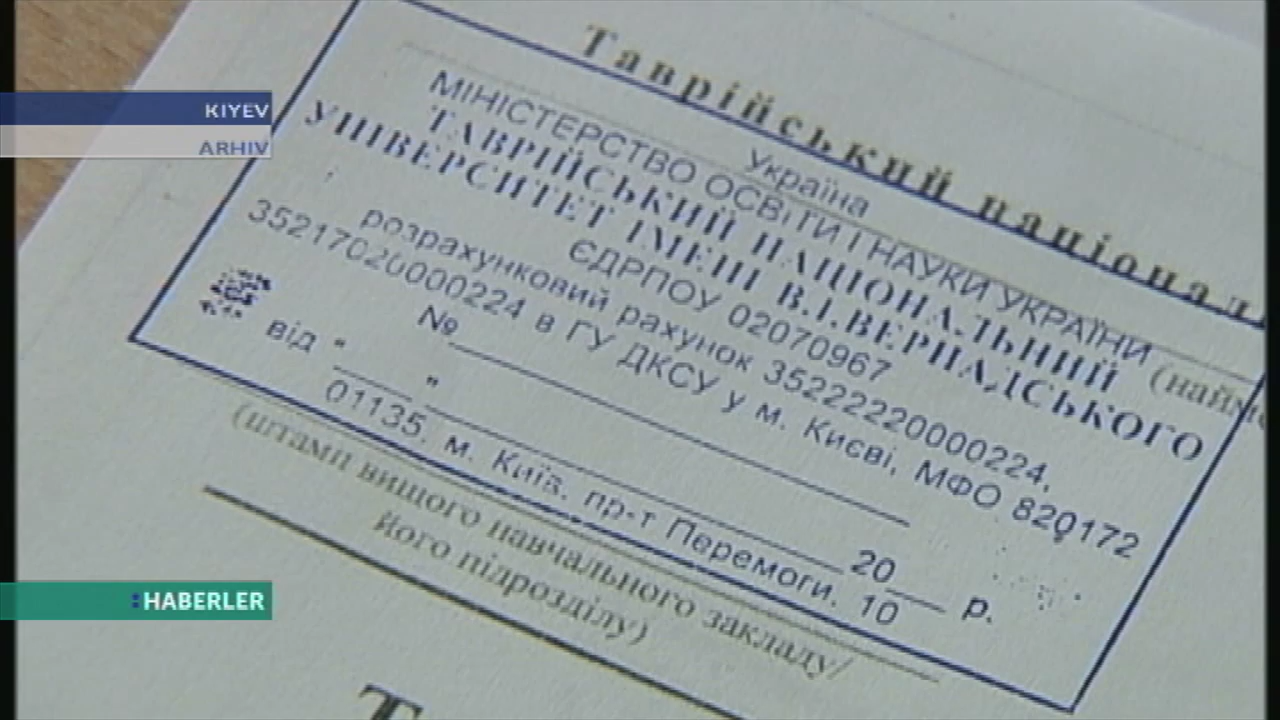 Таврійський національ
KIYEV
ARHIV
Україна
МІНІСТЕРСТВО ОСВІТИ І НАУКИ УКРАЇНИ
ТАВРІЙСЬКИЙ НАЦІОНАЛЬНИЙ
УНІВЕРСИТЕТ ІМЕНІ В.І.ВЕРНАДСЬКОГО
(найме
ЄДРПОУ 02070967
розрахунковий рахунок 35222220000224,
35217020000224 в ГУ ДКСУ у м. Києві, МФО 820172
№
від " " 20 р.
01135, м. Київ, пр-т Перемоги, 10
(штамп вищого навчального закладу/
його підрозділу)
:HABERLER